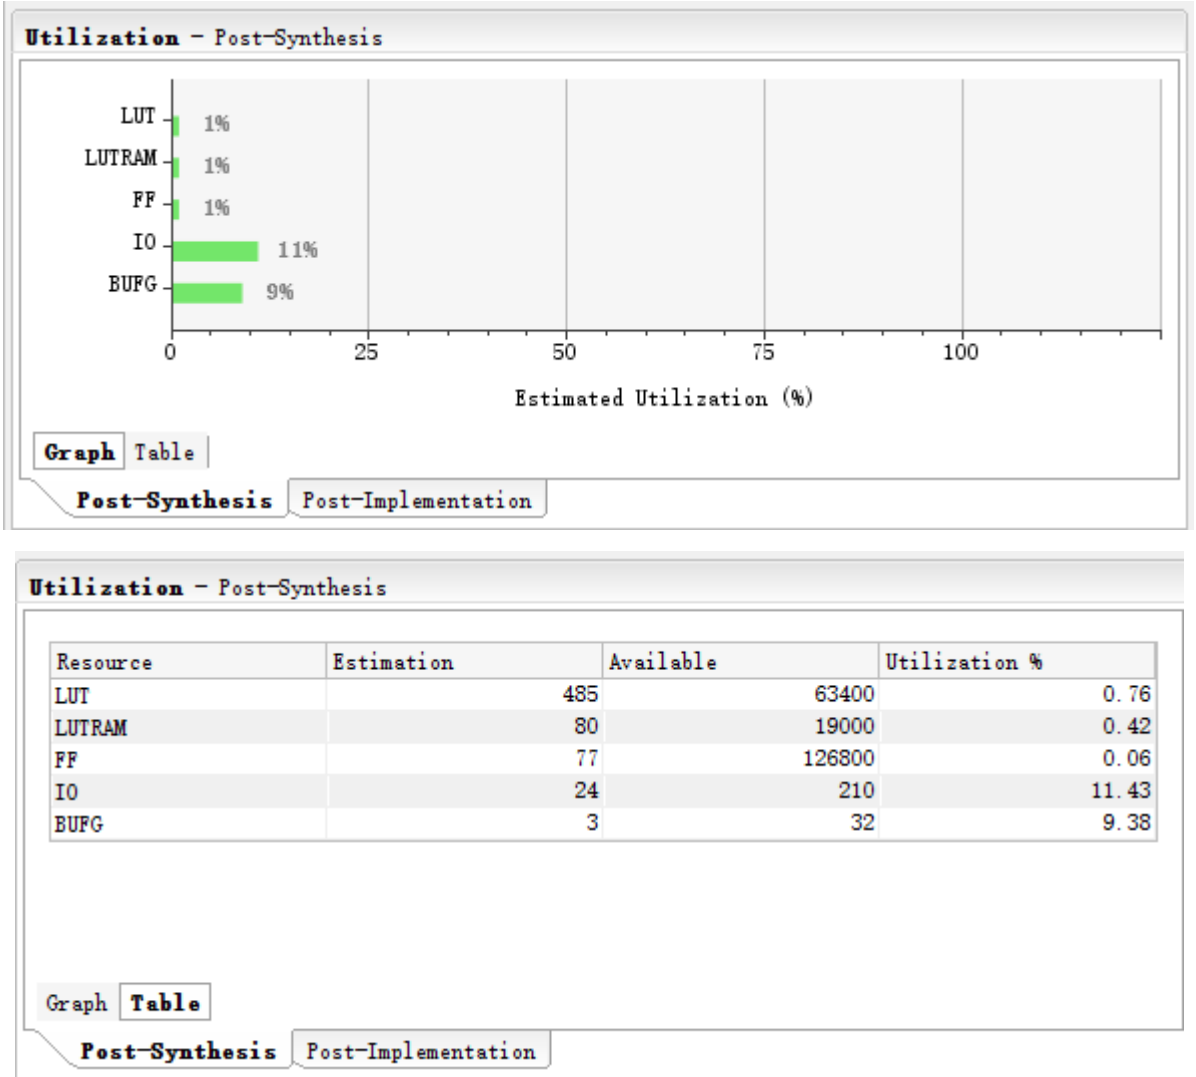 Utilization - Post-Synthesis
LUT 1%
LUTRAM 1%
FF 1%
IO 11%
BUFG 9%
0 25 50 75 100
Estimated Utilization (%)
Graph Table
Post-Synthesis Post-Implementation
Utilization - Post-Synthesis
Resource Estimation Available Utilization %
LUT 485 63400 0.76
LUTRAM 80 19000 0.42
FF 77 126800 0.06
IO 24 210 11.43
BUFG 3 32 9.38
Graph Table
Post-Synthesis Post-Implementation